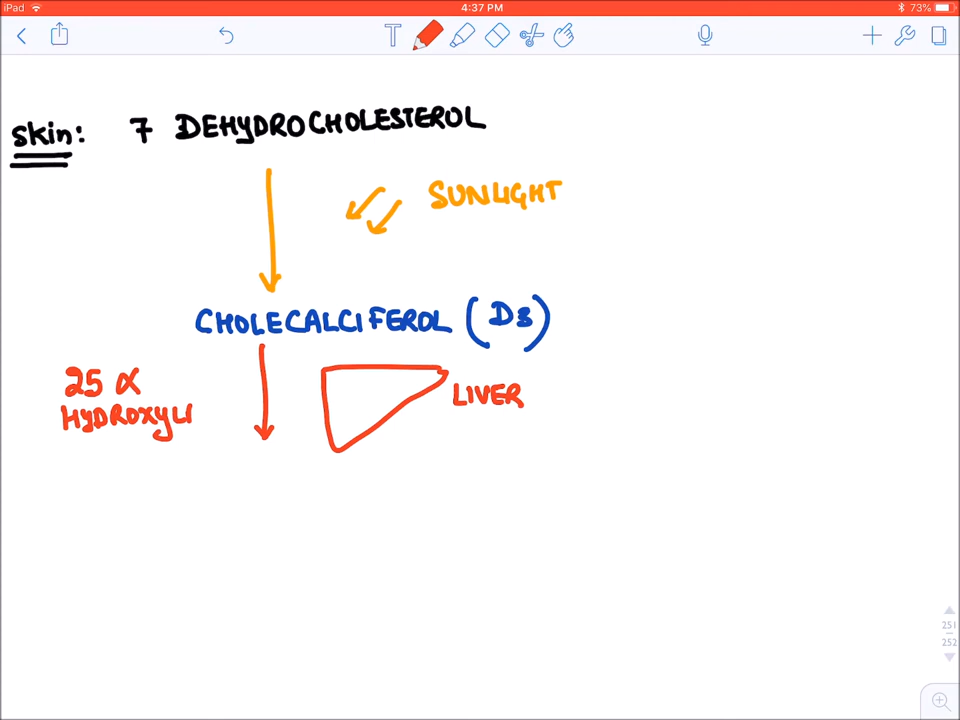 iPad 4:37 PM 73%
T
Skin: 7 DEHYDROCHOLESTEROL
SUNLIGHT
CHOLECALCIFEROL (D3)
25 α
HYDROXYLI
LIVER
251
252